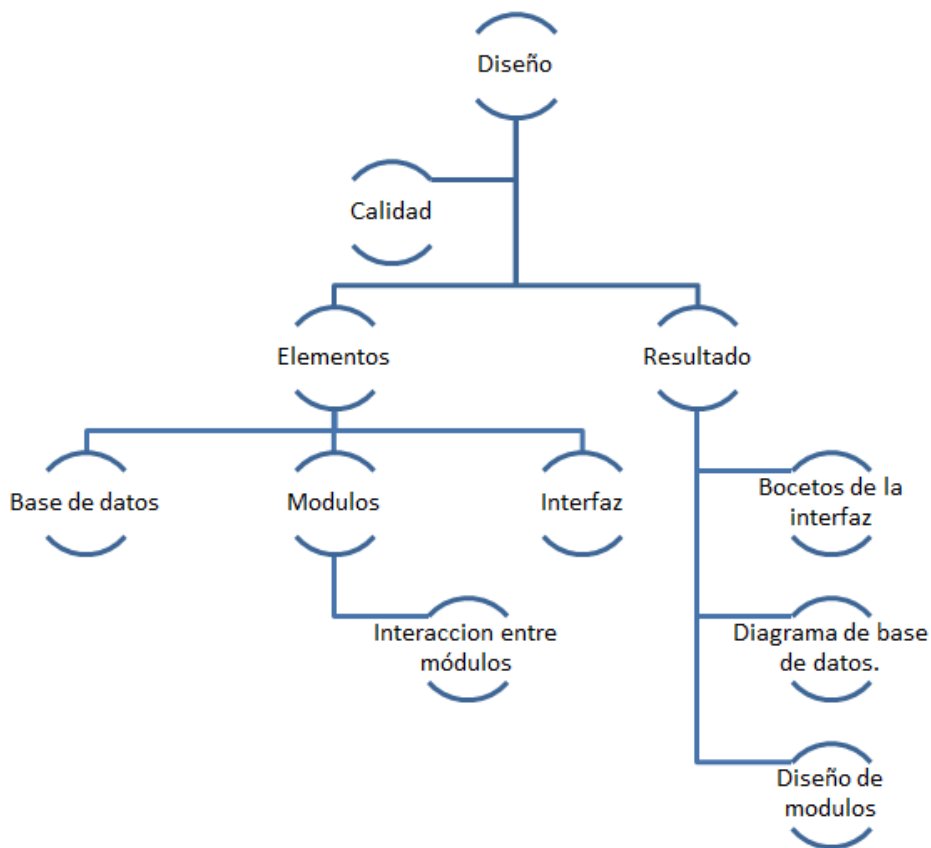 Diseño
Calidad
Elementos
Resultado
Base de datos
Modulos
Interfaz
Bocetos de la
interfaz
Interaccion entre
módulos
Diagrama de base
de datos.
Diseño de
modulos